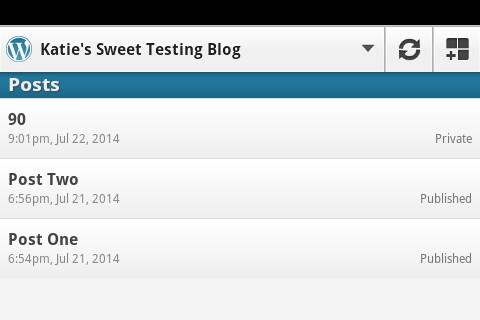 Katie's Sweet Testing Blog
Posts
90
9:01pm, Jul 22, 2014
Private
Post Two
6:56pm, Jul 21, 2014
Published
Post One
6:54pm, Jul 21, 2014
Published